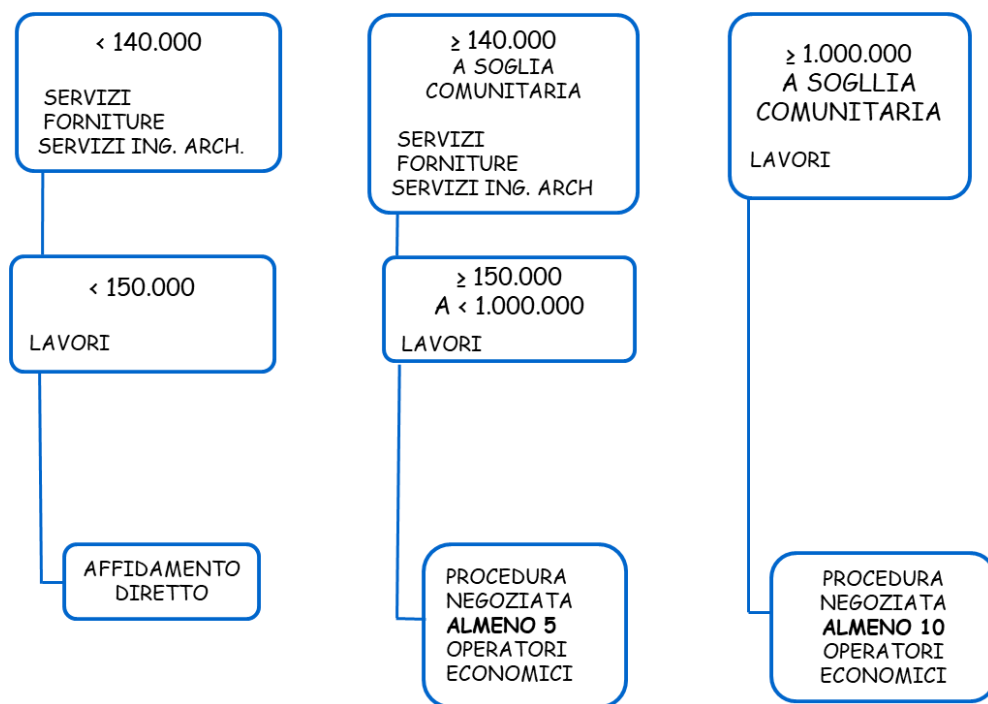 < 140.000
SERVIZI
FORNITURE
SERVIZI ING. ARCH.
< 150.000
LAVORI
AFFIDAMENTO
DIRETTO
≥ 140.000
A SOGLIA
COMUNITARIA
SERVIZI
FORNITURE
SERVIZI ING. ARCH
≥ 150.000
A < 1.000.000
LAVORI
PROCEDURA
NEGOZIATA
ALMENO 5
OPERATORI
ECONOMICI
≥ 1.000.000
A SOGLLIA
COMUNITARIA
LAVORI
PROCEDURA
NEGOZIATA
ALMENO 10
OPERATORI
ECONOMICI